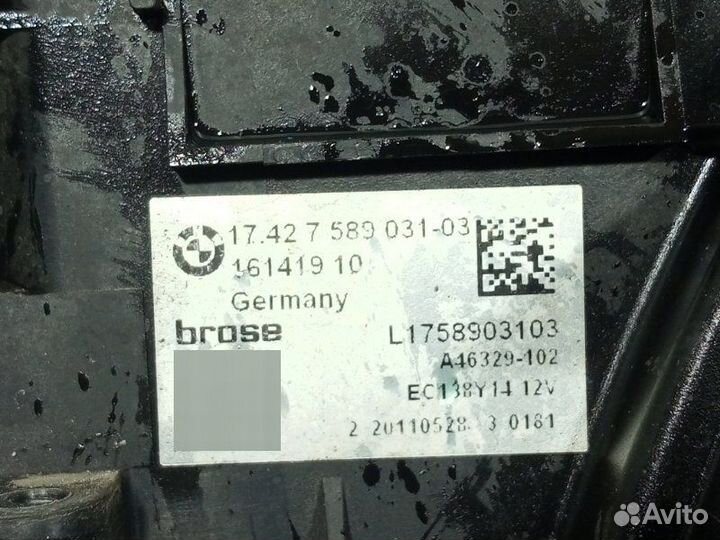 17.42 7 589 031-03
161419 10
Germany
brose
L1758903103
A46329-102
EC138Y14 12V
2 20110528 3 0181
Avito